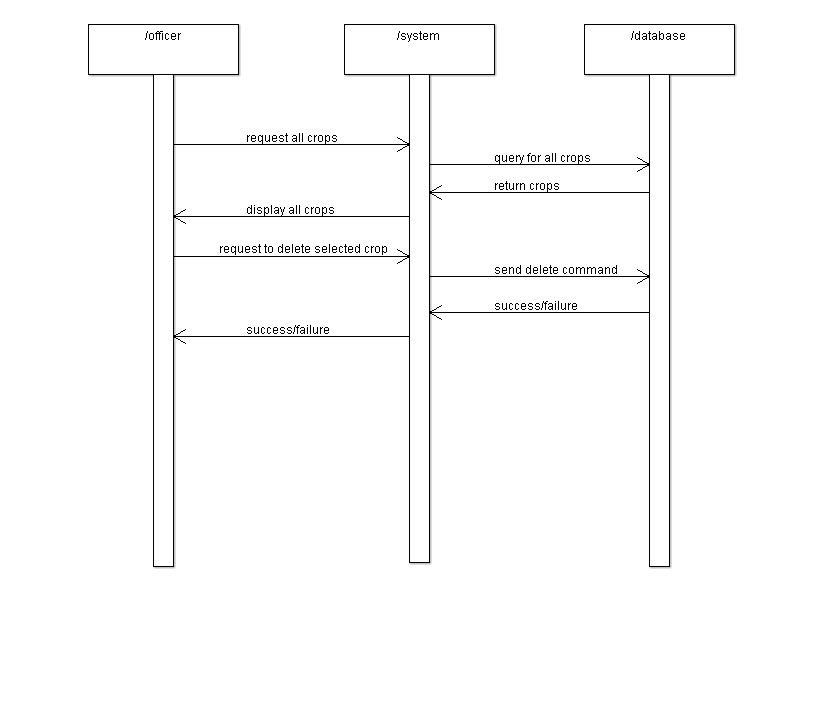 /officer
/system
/database
request all crops
query for all crops
return crops
display all crops
request to delete selected crop
send delete command
success/failure
success/failure